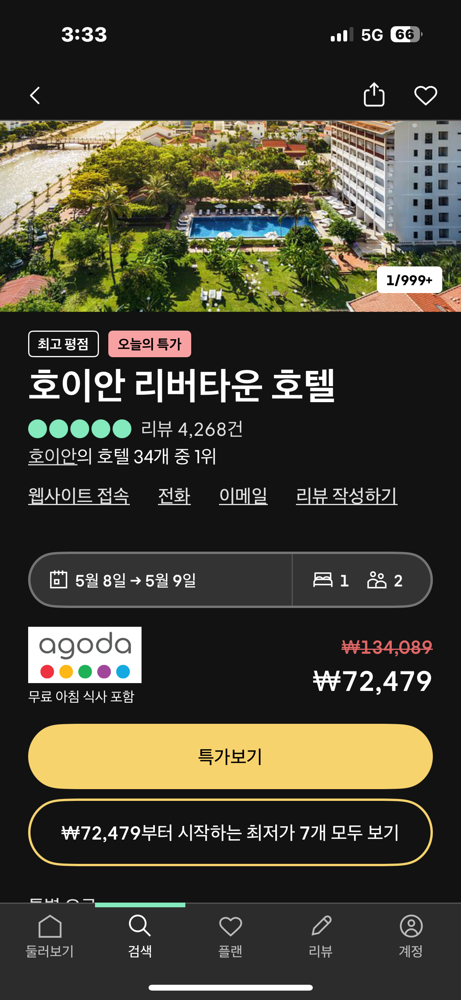 3:33
5G 66
1/999+
최고 평점 오늘의 특가
호이안 리버타운 호텔
리뷰 4,268건
호이안의 호텔 34개 중 1위
웹사이트 접속 전화 이메일 리뷰 작성하기
5월 8일 → 5월 9일 1 2
agoda
₩134,089
₩72,479
무료 아침 식사 포함
특가보기
₩72,479부터 시작하는 최저가 7개 모두 보기
둘러보기 검색 플랜 리뷰 계정